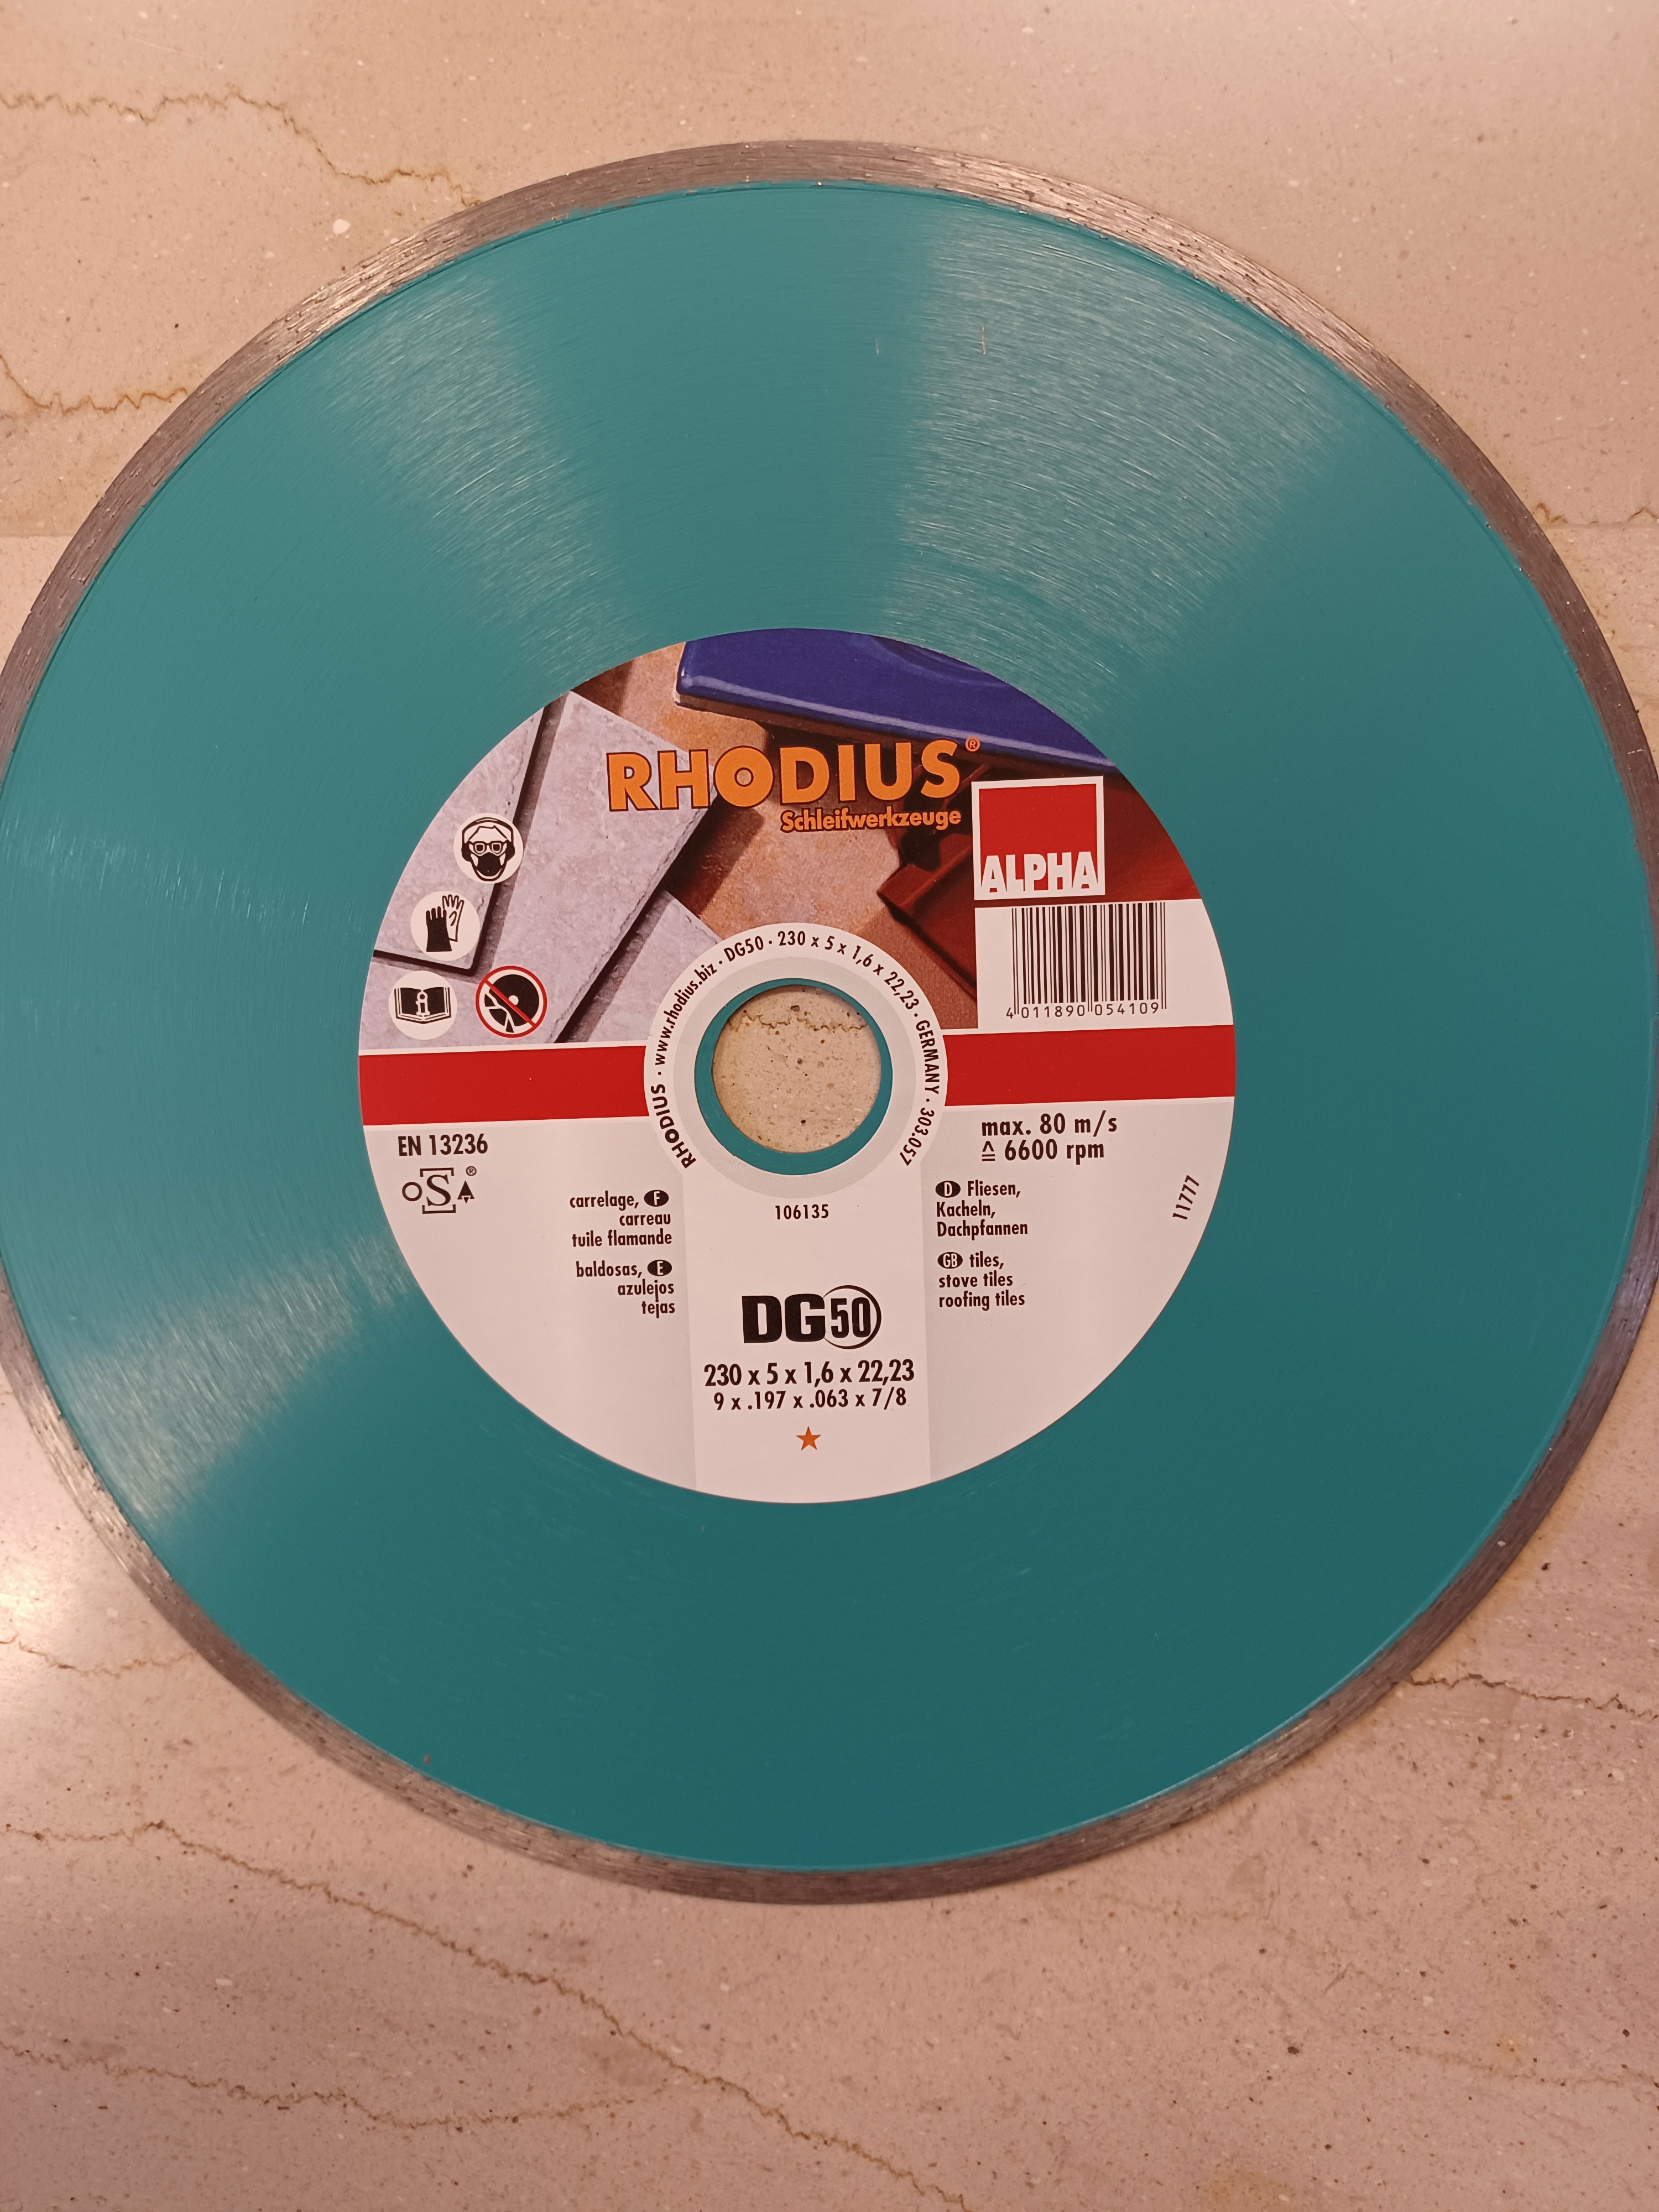 RHODIUS®
Schleifwerkzeuge
ALPHA
4 011890 054109
RHODIUS · www.rhodius.biz · DG50 · 230 x 5 x 1,6 x 22,23 · GERMANY · 303.057
EN 13236
oSa®
max. 80 m/s
≙ 6600 rpm
11777
carrelage, F
carreau
tuile flamande
baldosas, E
azulejos
tejas
106135
D Fliesen,
Kacheln,
Dachpfannen
GB tiles,
stove tiles
roofing tiles
DG50
230 x 5 x 1,6 x 22,23
9 x .197 x .063 x 7/8